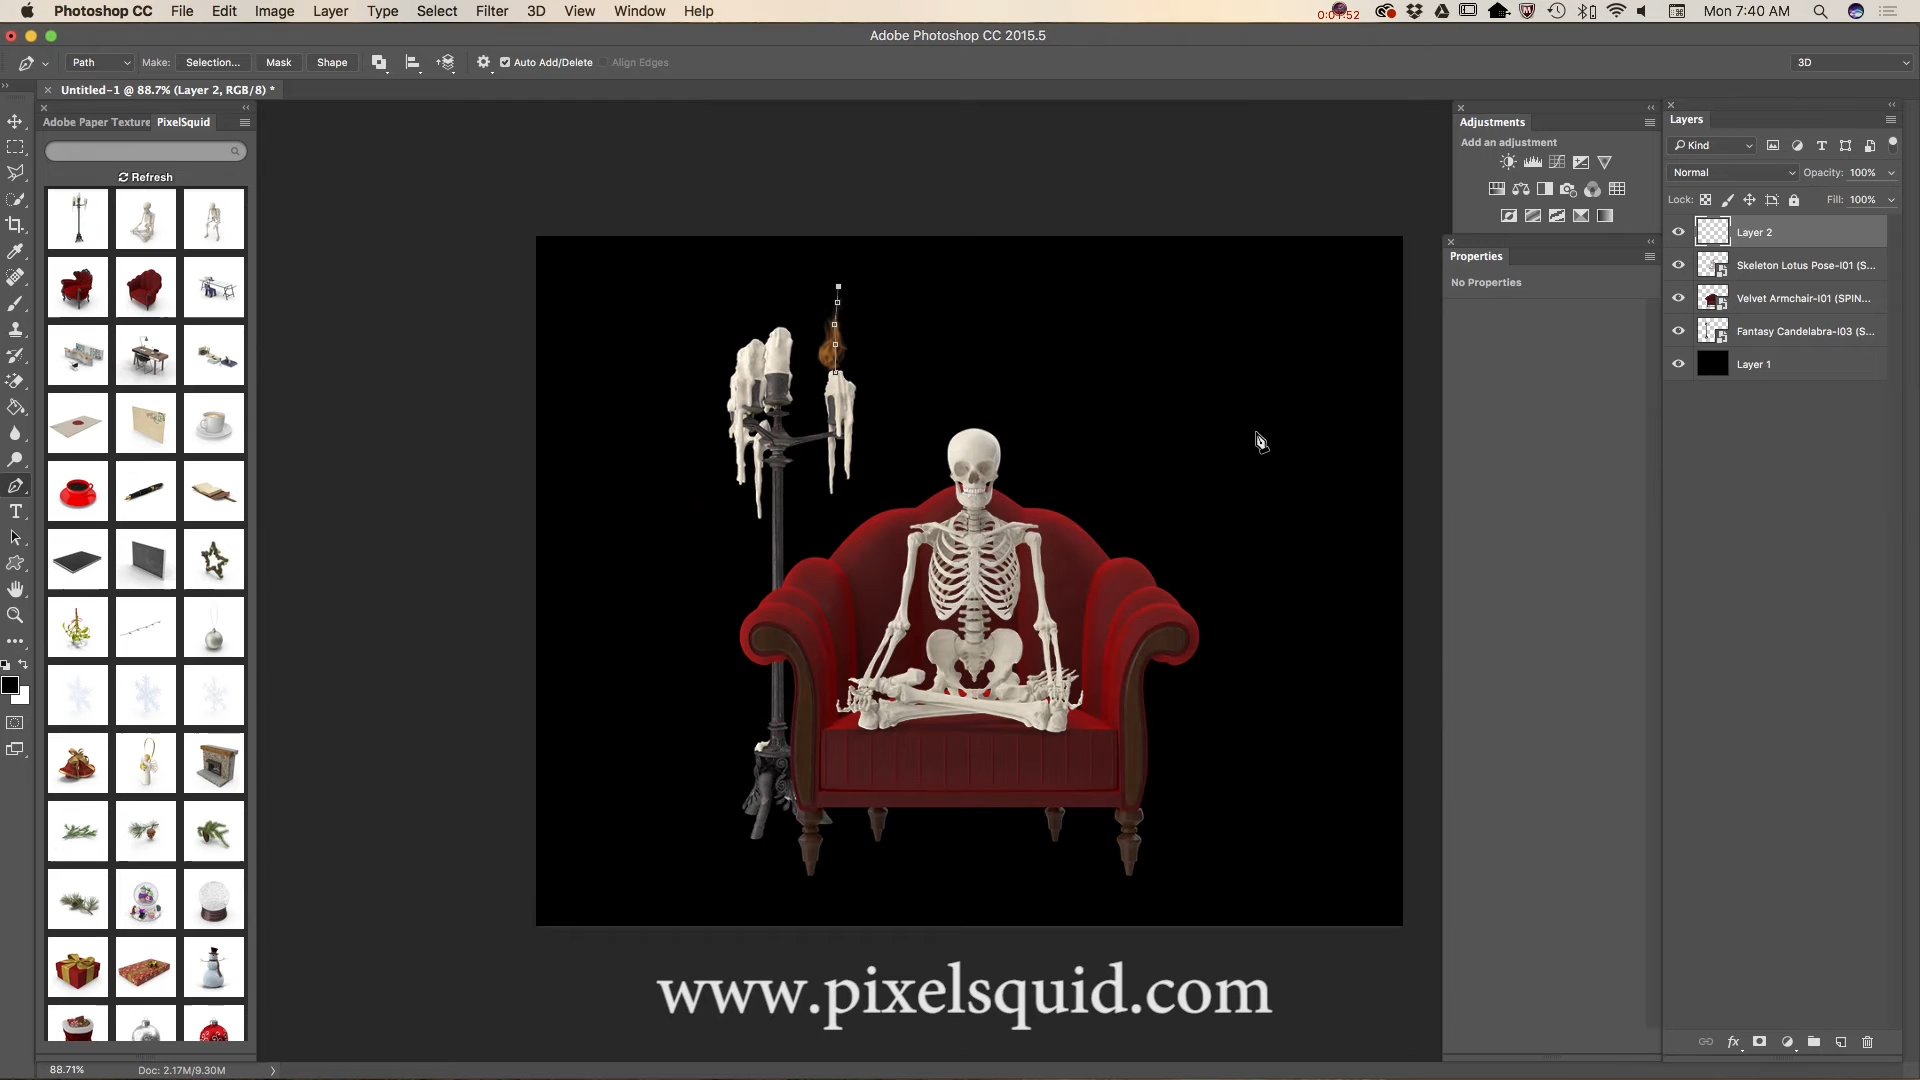 Photoshop CC File Edit Image Layer Type Select Filter 3D View Window Help
0:01:52 Mon 7:40 AM
Adobe Photoshop CC 2015.5
Path Make: Selection... Mask Shape Auto Add/Delete Align Edges 3D
Untitled-1 @ 88.7% (Layer 2, RGB/8) *
Adobe Paper Texture PixelSquid
Refresh
Adjustments
Add an adjustment
Properties
No Properties
Layers
Kind
Normal Opacity: 100%
Lock: Fill: 100%
Layer 2
Skeleton Lotus Pose-I01 (S...
Velvet Armchair-I01 (SPIN...
Fantasy Candelabra-I03 (S...
Layer 1
www.pixelsquid.com
88.71% Doc: 2.17M/9.30M